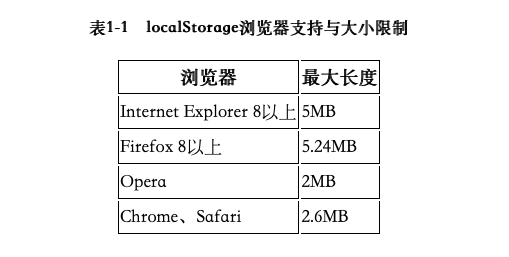 表1-1 localStorage浏览器支持与大小限制
浏览器 最大长度
Internet Explorer 8以上 5MB
Firefox 8以上 5.24MB
Opera 2MB
Chrome、Safari 2.6MB